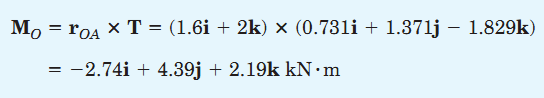 M_O = r_OA × T = (1.6i + 2k) × (0.731i + 1.371j − 1.829k)
= −2.74i + 4.39j + 2.19k kN·m